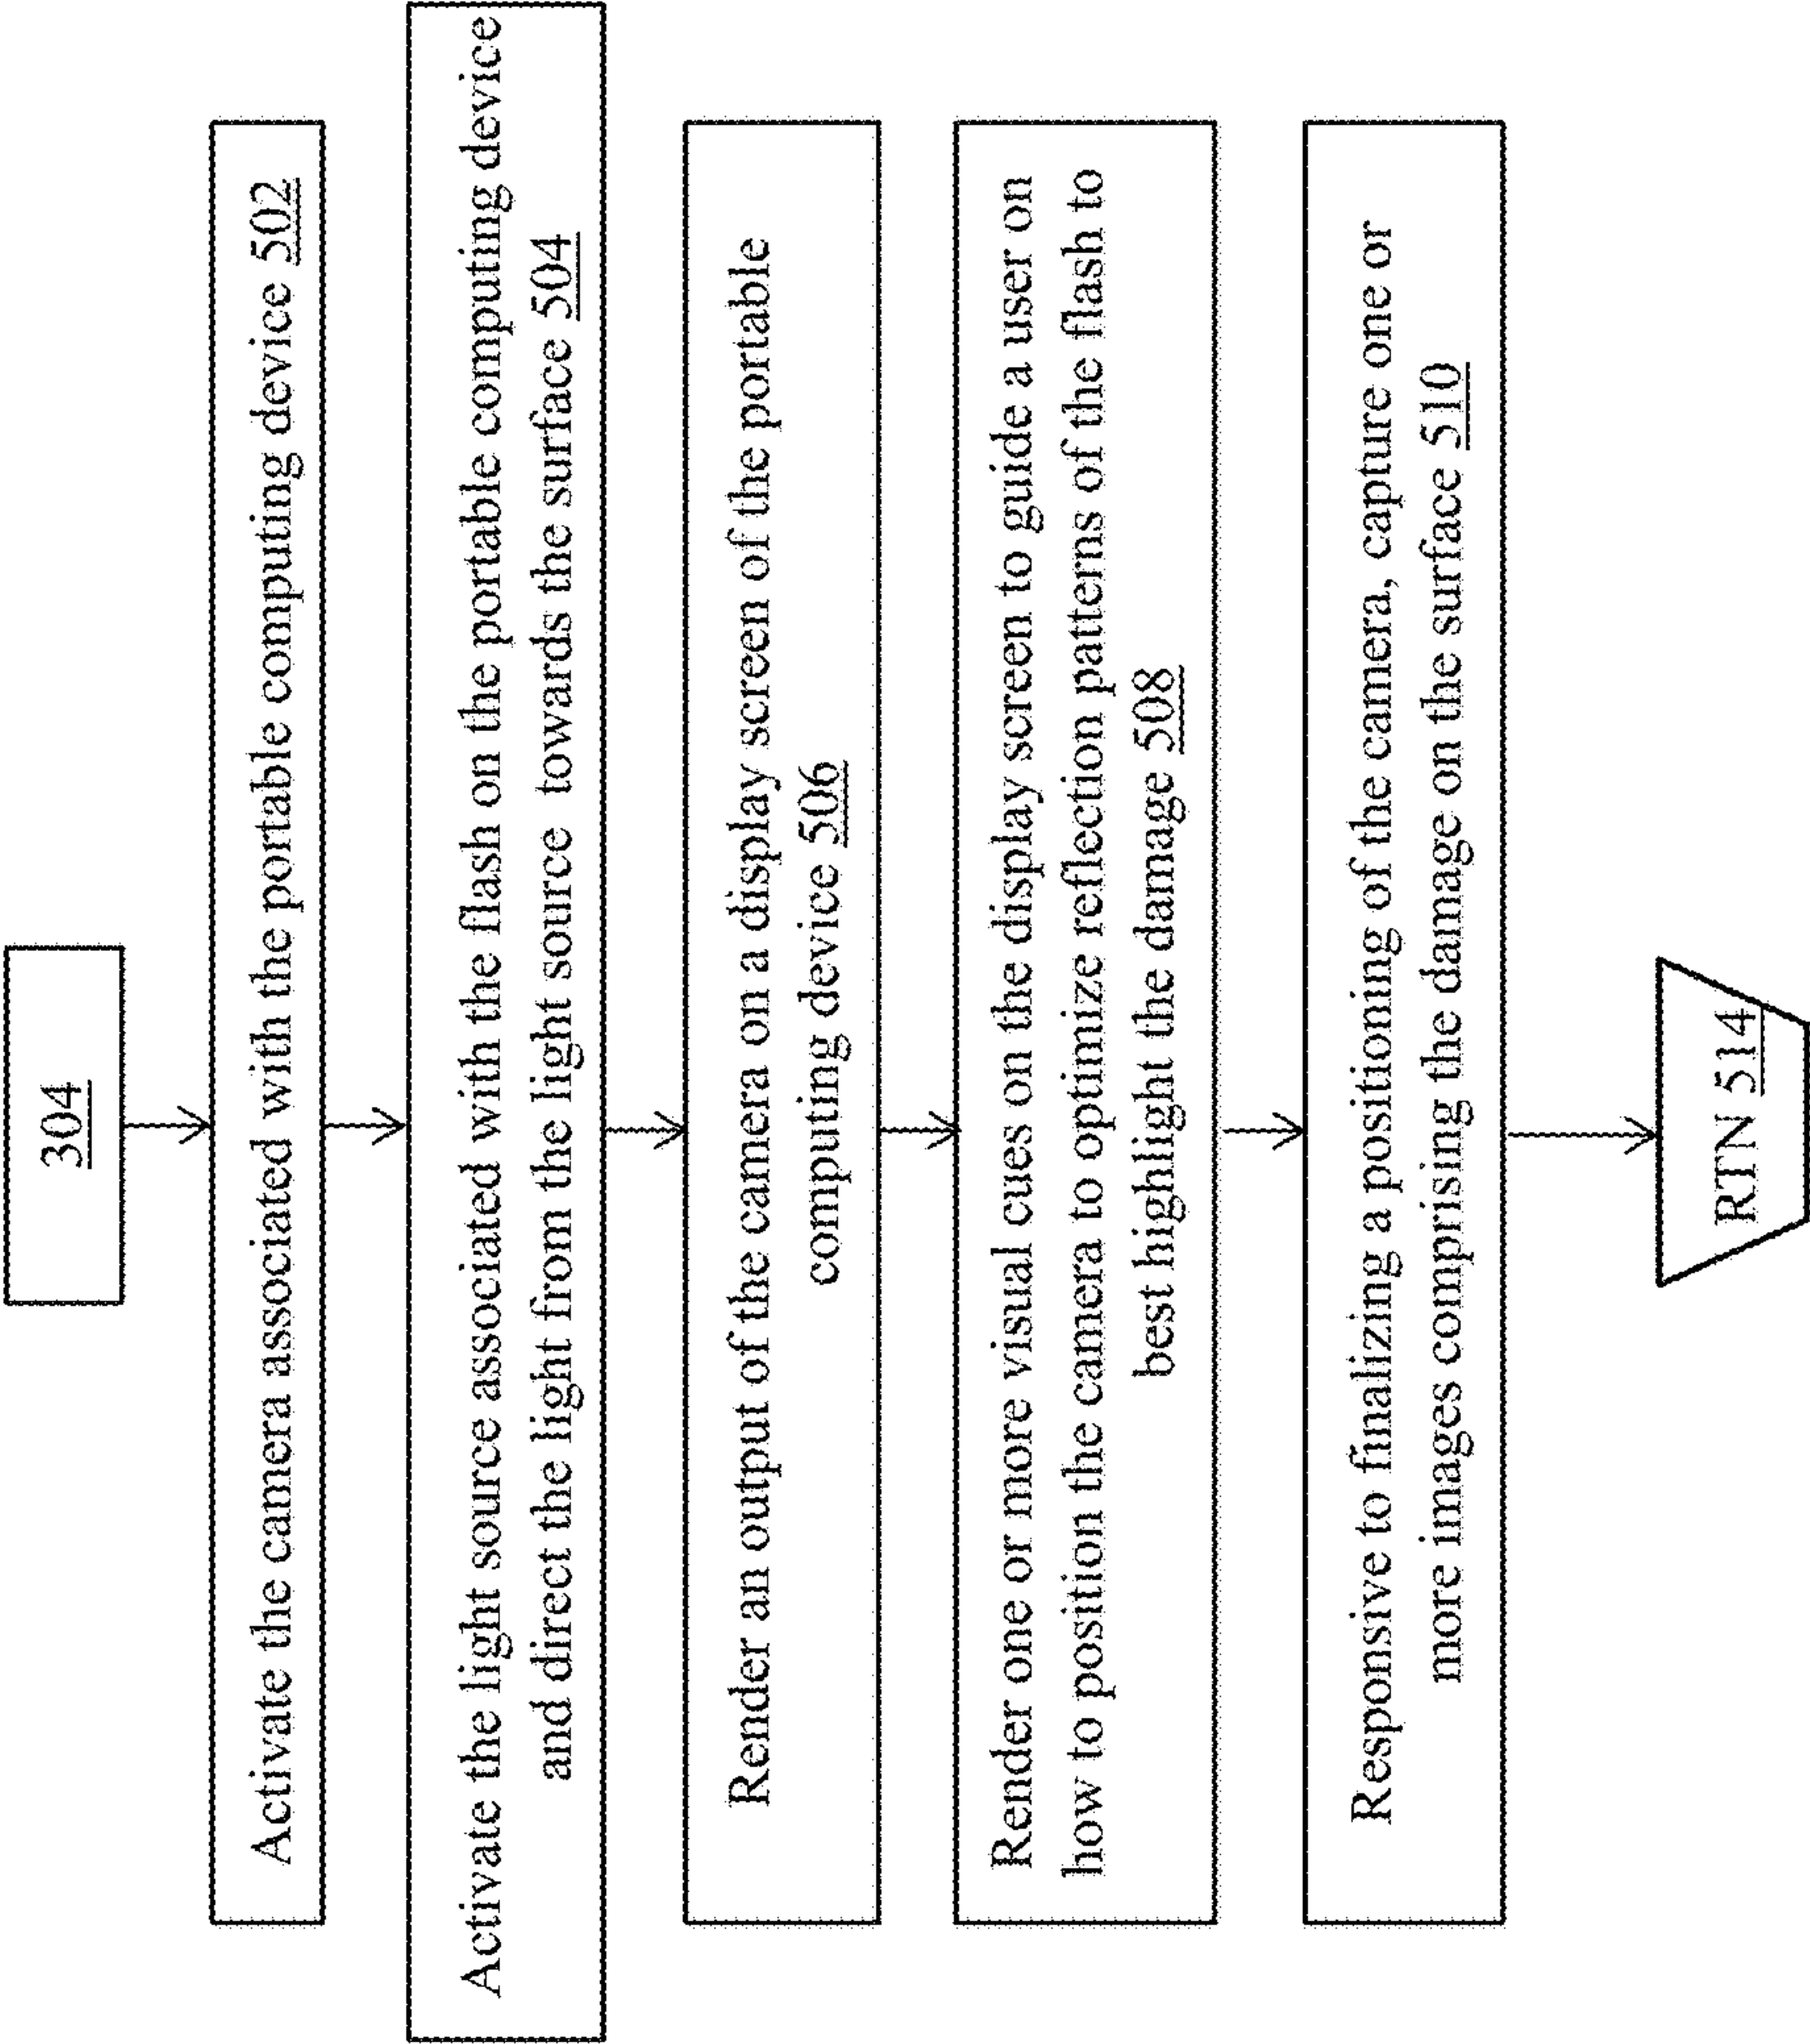 304
Activate the camera associated with the portable computing device 502
Activate the light source associated with the flash on the portable computing device
and direct the light from the light source towards the surface 504
Render an output of the camera on a display screen of the portable
computing device 506
Render one or more visual cues on the display screen to guide a user on
how to position the camera to optimize reflection patterns of the flash to
best highlight the damage 508
Responsive to finalizing a positioning of the camera, capture one or
more images comprising the damage on the surface 510
RTN 514